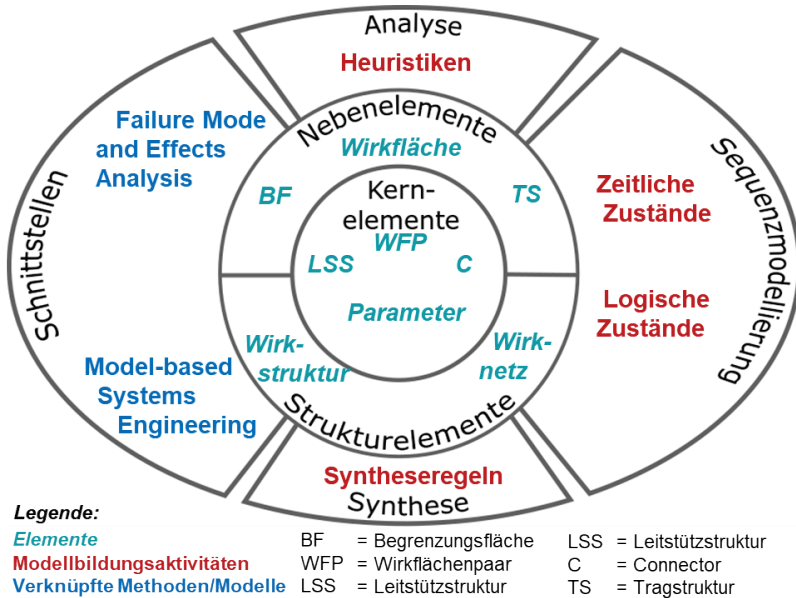 Analyse
Heuristiken
Schnittstellen
Failure Mode
and Effects
Analysis
Model-based
Systems
Engineering
Nebenelemente
Wirkfläche
BF
TS
Kern-
elemente
WFP
LSS
C
Parameter
Wirk-
struktur
Wirk-
netz
Strukturelemente
Sequenzmodellierung
Zeitliche
Zustände
Logische
Zustände
Syntheseregeln
Synthese
Legende:
Elemente
Modellbildungsaktivitäten
Verknüpfte Methoden/Modelle
BF = Begrenzungsfläche
WFP = Wirkflächenpaar
LSS = Leitstützstruktur
LSS = Leitstützstruktur
C = Connector
TS = Tragstruktur